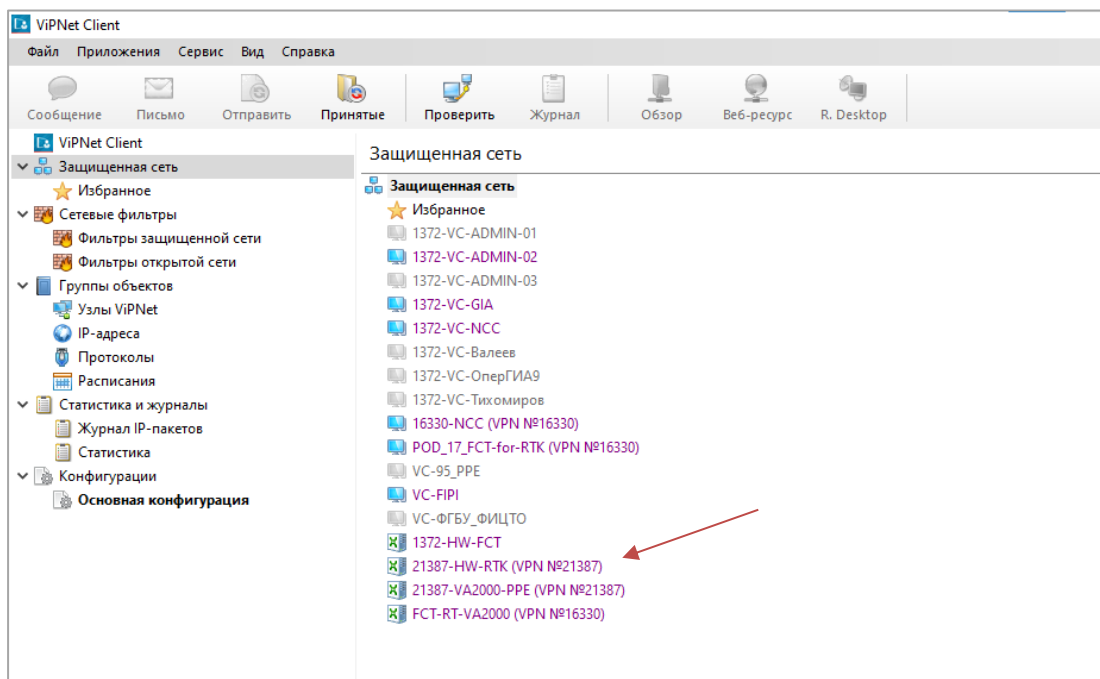 ViPNet Client
Файл Приложения Сервис Вид Справка
Сообщение Письмо Отправить Принятые Проверить Журнал Обзор Веб-ресурс R. Desktop
ViPNet Client
Защищенная сеть
Избранное
Сетевые фильтры
Фильтры защищенной сети
Фильтры открытой сети
Группы объектов
Узлы ViPNet
IP-адреса
Протоколы
Расписания
Статистика и журналы
Журнал IP-пакетов
Статистика
Конфигурации
Основная конфигурация
Защищенная сеть
Защищенная сеть
Избранное
1372-VC-ADMIN-01
1372-VC-ADMIN-02
1372-VC-ADMIN-03
1372-VC-GIA
1372-VC-NCC
1372-VC-Валеев
1372-VC-ОперГИА9
1372-VC-Тихомиров
16330-NCC (VPN №16330)
POD_17_FCT-for-RTK (VPN №16330)
VC-95_PPE
VC-FIPI
VC-ФГБУ_ФИЦТО
1372-HW-FCT
21387-HW-RTK (VPN №21387)
21387-VA2000-PPE (VPN №21387)
FCT-RT-VA2000 (VPN №16330)